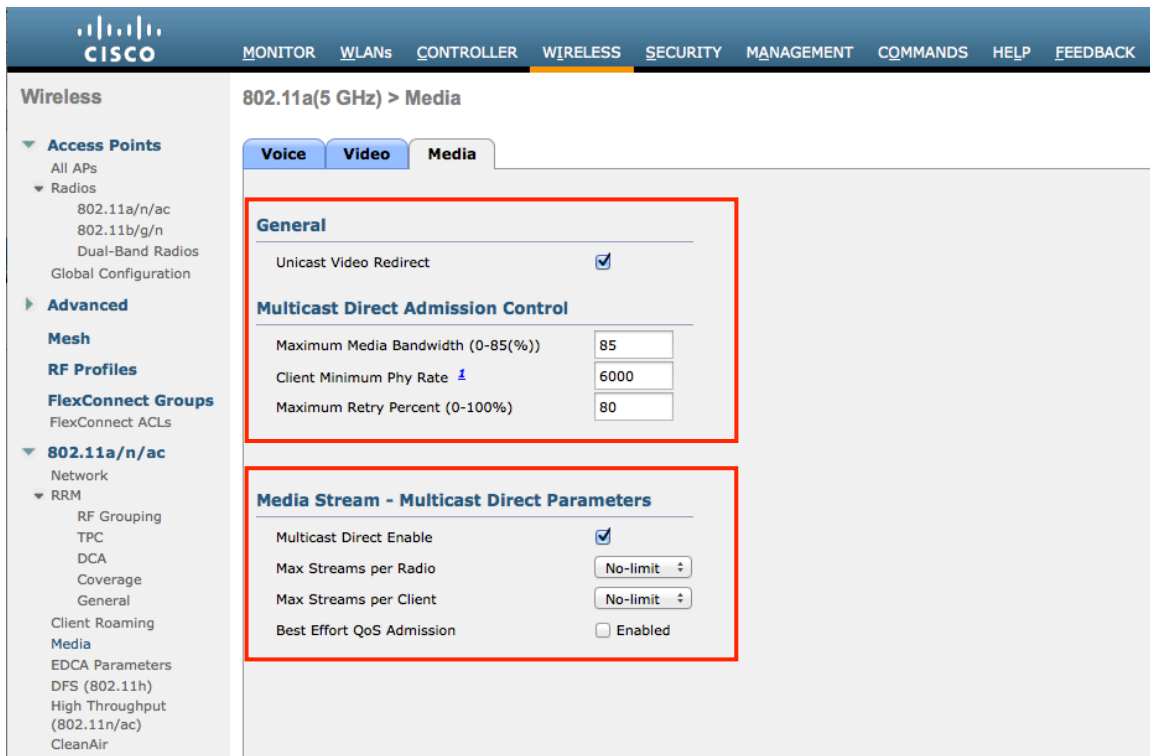 CISCO
MONITOR WLANs CONTROLLER WIRELESS SECURITY MANAGEMENT COMMANDS HELP FEEDBACK
Wireless
Access Points
All APs
Radios
802.11a/n/ac
802.11b/g/n
Dual-Band Radios
Global Configuration
Advanced
Mesh
RF Profiles
FlexConnect Groups
FlexConnect ACLs
802.11a/n/ac
Network
RRM
RF Grouping
TPC
DCA
Coverage
General
Client Roaming
Media
EDCA Parameters
DFS (802.11h)
High Throughput
(802.11n/ac)
CleanAir
802.11a(5 GHz) > Media
Voice Video Media
General
Unicast Video Redirect
Multicast Direct Admission Control
Maximum Media Bandwidth (0-85(%)) 85
Client Minimum Phy Rate 1 6000
Maximum Retry Percent (0-100%) 80
Media Stream - Multicast Direct Parameters
Multicast Direct Enable
Max Streams per Radio No-limit
Max Streams per Client No-limit
Best Effort QoS Admission Enabled